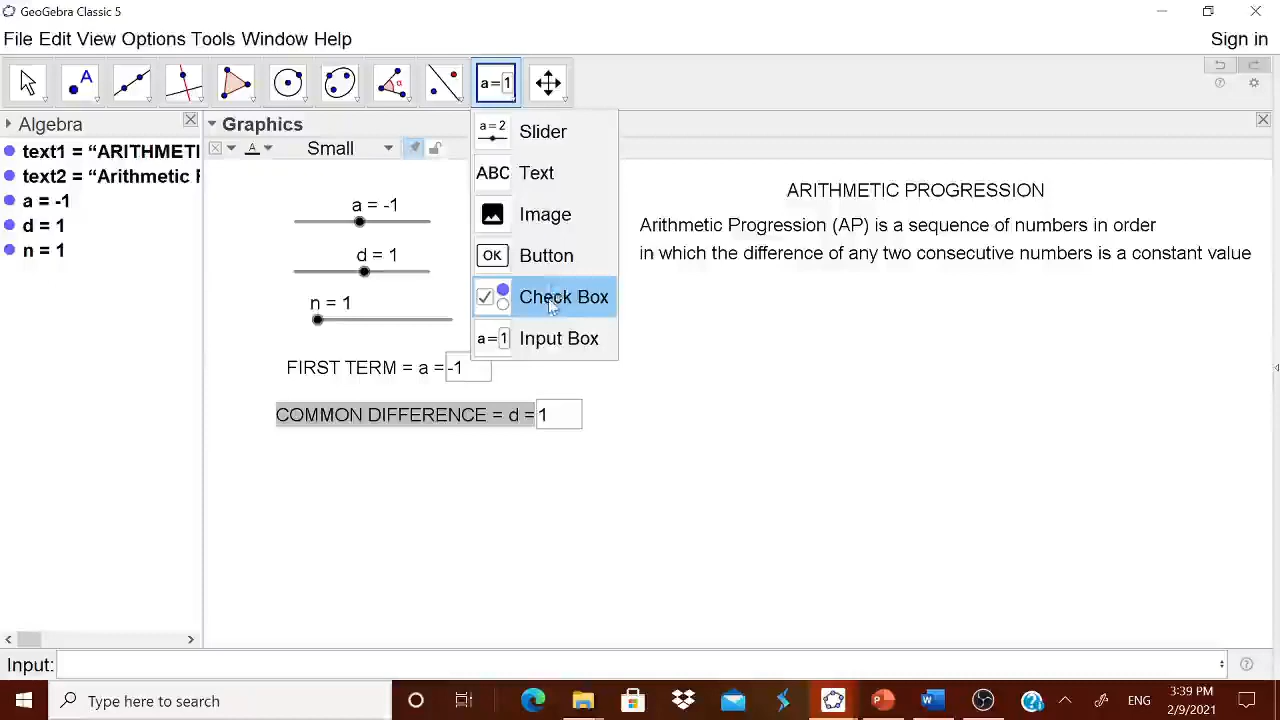 GeoGebra Classic 5
File Edit View Options Tools Window Help
Sign in
A
α
a=1
Algebra
Graphics
A
Small
text1 = “ARITHMETI
text2 = “Arithmetic F
a = -1
d = 1
n = 1
a = -1
d = 1
n = 1
FIRST TERM = a = -1
COMMON DIFFERENCE = d = 1
a=2 Slider
ABC Text
Image
OK Button
Check Box
a=1 Input Box
ARITHMETIC PROGRESSION
Arithmetic Progression (AP) is a sequence of numbers in order
in which the difference of any two consecutive numbers is a constant value
Input:
Type here to search
ENG
3:39 PM
2/9/2021